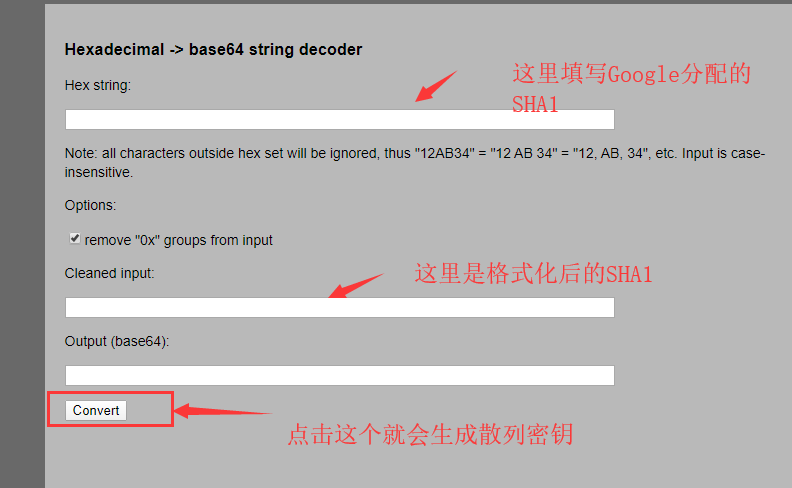 Hexadecimal -> base64 string decoder
Hex string:
这里填写Google分配的
SHA1
Note: all characters outside hex set will be ignored, thus "12AB34" = "12 AB 34" = "12, AB, 34", etc. Input is case-
insensitive.
Options:
remove "0x" groups from input
Cleaned input:
这里是格式化后的SHA1
Output (base64):
Convert
点击这个就会生成散列密钥